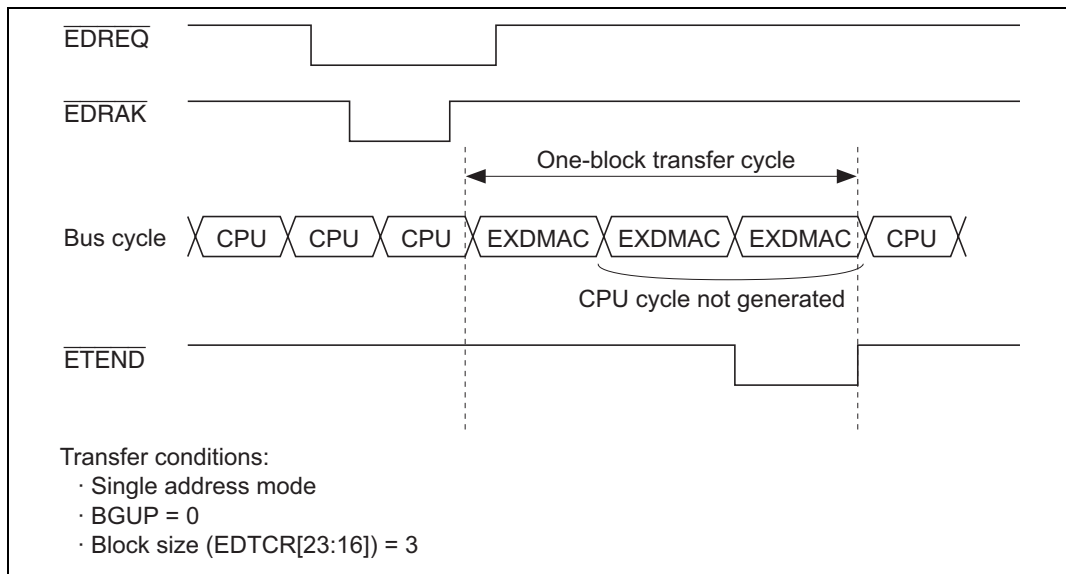 EDREQ
EDRAK
One-block transfer cycle
Bus cycle CPU CPU CPU EXDMAC EXDMAC EXDMAC CPU
CPU cycle not generated
ETEND
Transfer conditions:
· Single address mode
· BGUP = 0
· Block size (EDTCR[23:16]) = 3